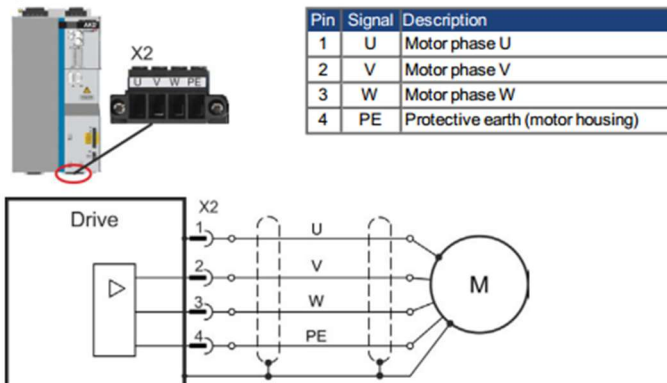 AKD
X2
U V W PE
Pin Signal Description
1 U Motor phase U
2 V Motor phase V
3 W Motor phase W
4 PE Protective earth (motor housing)
Drive
X2
1
U
2
V
3
W
4
PE
M